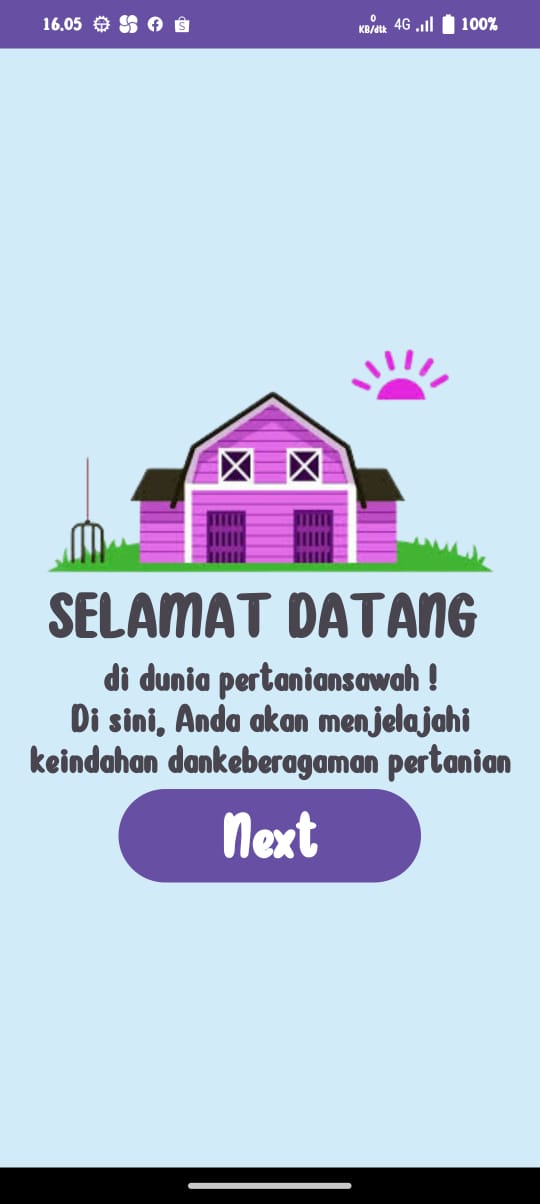 16.05
0
KB/dtk
4G
100%
SELAMAT DATANG
di dunia pertaniansawah !
Di sini, Anda akan menjelajahi
keindahan dankeberagaman pertanian
Next